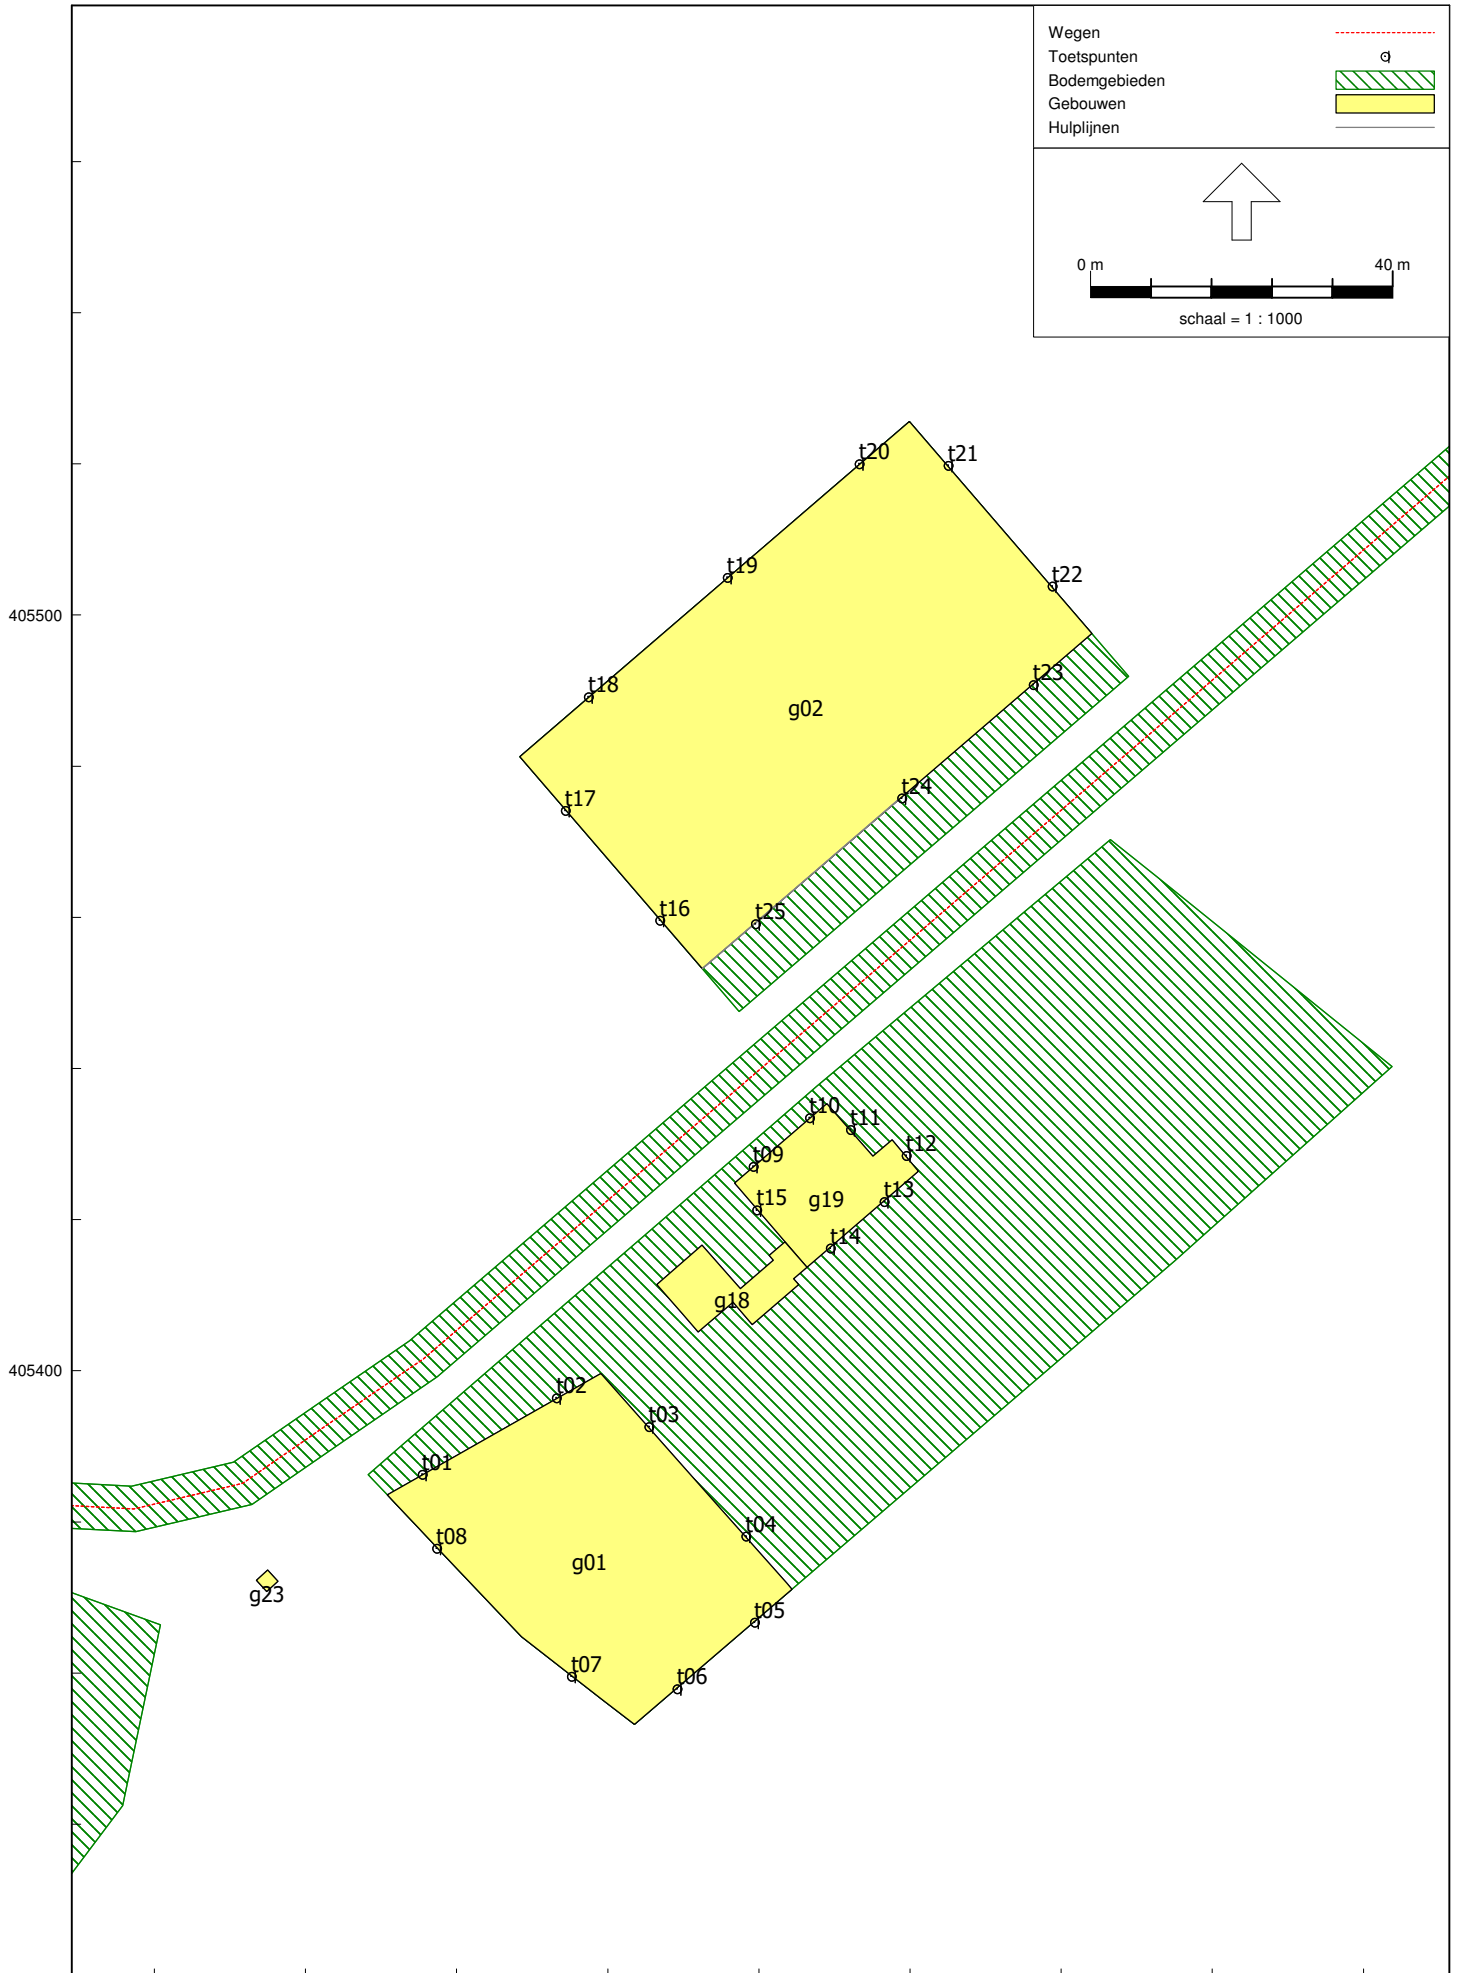 Wegen
Toetspunten
Bodemgebieden
Gebouwen
Hulplijnen
0 m 40 m
schaal = 1 : 1000
t20
t21
t19
t22
405500
t18
t23
g02
t24
t17
t16
t25
t10
t11
t12
t09
t15
g19
t13
t14
g18
405400
t02
t03
t01
t04
t08
g01
g23
t05
t07
t06